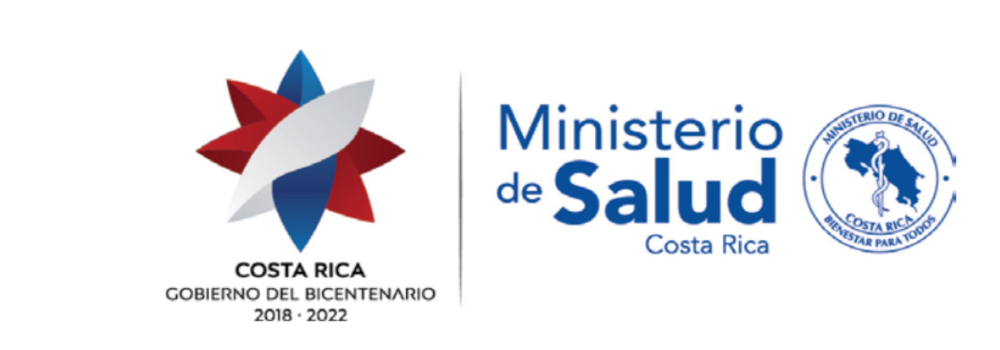 COSTA RICA
GOBIERNO DEL BICENTENARIO
2018 · 2022
Ministerio
de Salud
Costa Rica
MINISTERIO DE SALUD
COSTA RICA
BIENESTAR PARA TODOS